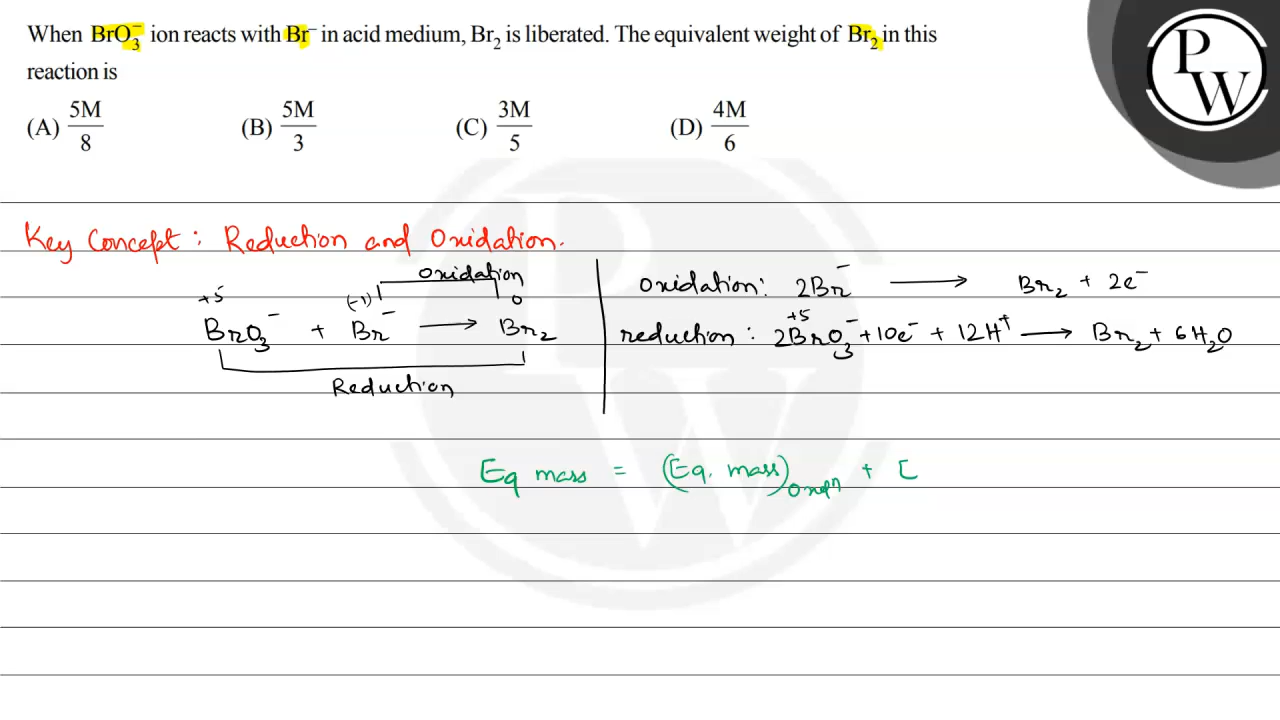 When BrO₃⁻ ion reacts with Br⁻ in acid medium, Br₂ is liberated. The equivalent weight of Br₂ in this
reaction is
(A) 5M/8 (B) 5M/3 (C) 3M/5 (D) 4M/6
PW
Key Concept : Reduction and Oxidation.
oxidation
+5 (-1) 0
BrO₃⁻ + Br⁻ ⟶ Br₂
Reduction
oxidation: 2Br⁻ ⟶ Br₂ + 2e⁻
+5
reduction : 2BrO₃⁻ + 10e⁻ + 12H⁺ ⟶ Br₂ + 6H₂O
Eq mass = (Eq. mass)oxdⁿ + [